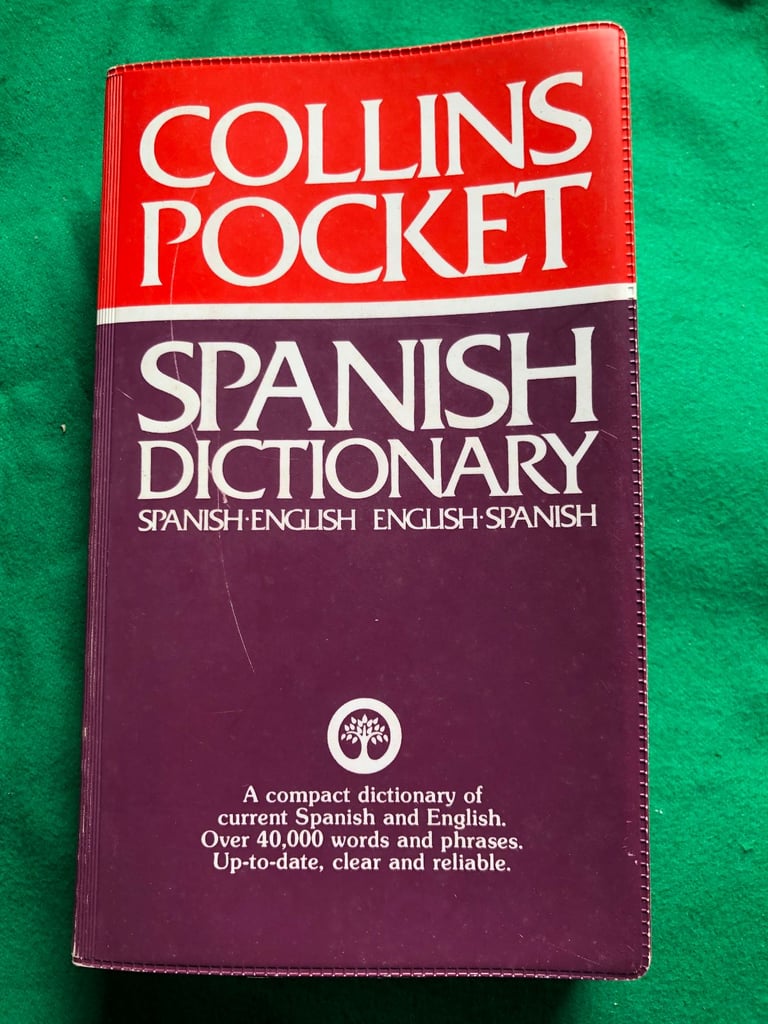 COLLINS
POCKET
SPANISH
DICTIONARY
SPANISH·ENGLISH ENGLISH·SPANISH
A compact dictionary of
current Spanish and English.
Over 40,000 words and phrases.
Up-to-date, clear and reliable.